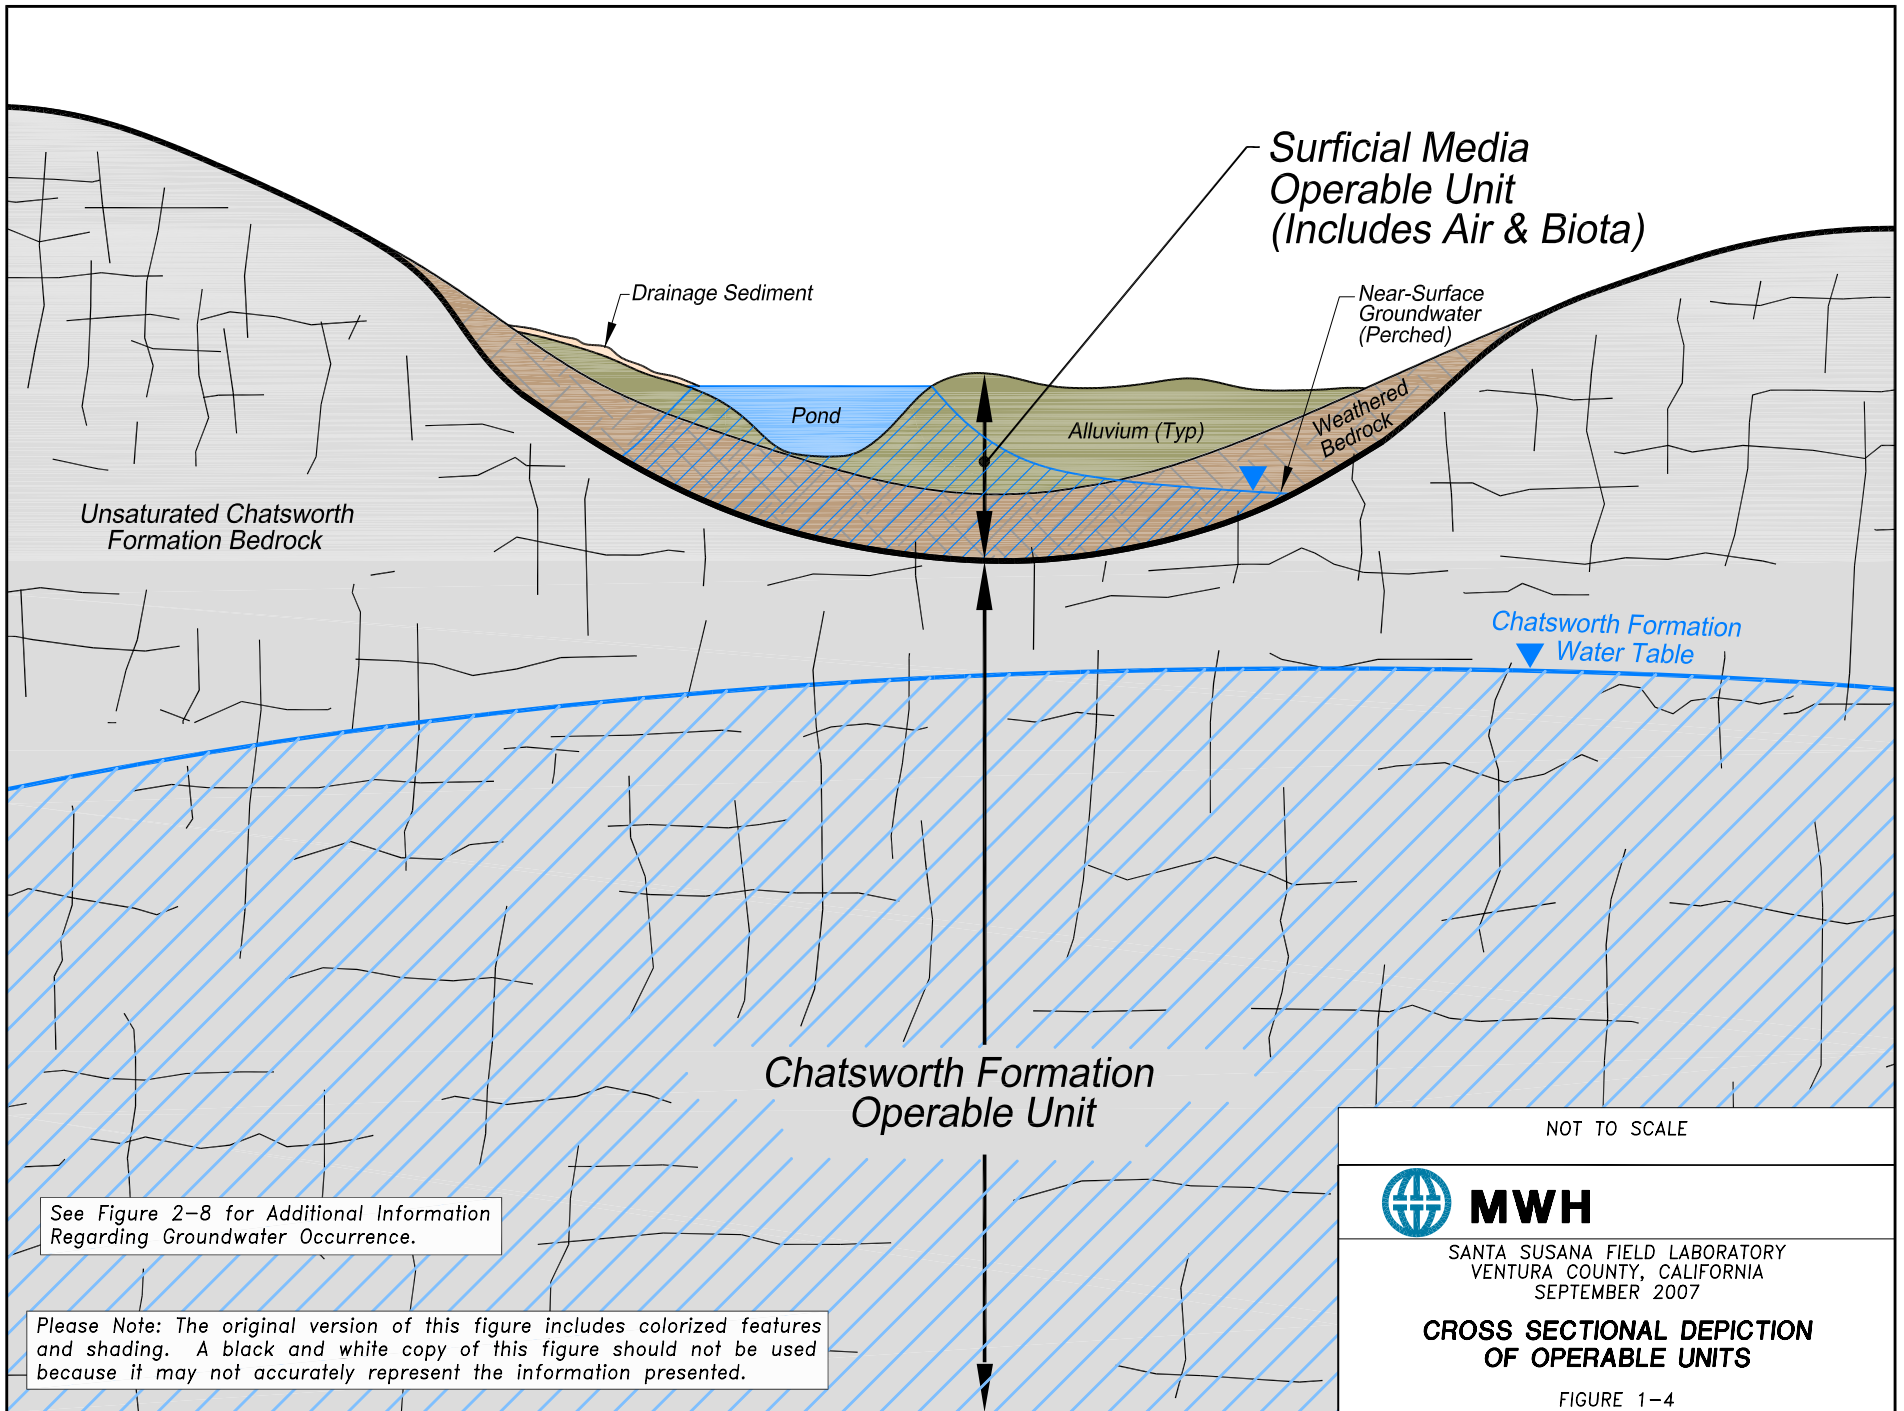 Surficial Media
Operable Unit
(Includes Air & Biota)
Drainage Sediment
Near-Surface
Groundwater
(Perched)
Pond
Alluvium (Typ)
Weathered
Bedrock
Unsaturated Chatsworth
Formation Bedrock
Chatsworth Formation
Water Table
Chatsworth Formation
Operable Unit
See Figure 2-8 for Additional Information
Regarding Groundwater Occurrence.
Please Note: The original version of this figure includes colorized features
and shading. A black and white copy of this figure should not be used
because it may not accurately represent the information presented.
NOT TO SCALE
MWH
SANTA SUSANA FIELD LABORATORY
VENTURA COUNTY, CALIFORNIA
SEPTEMBER 2007
CROSS SECTIONAL DEPICTION
OF OPERABLE UNITS
FIGURE 1-4